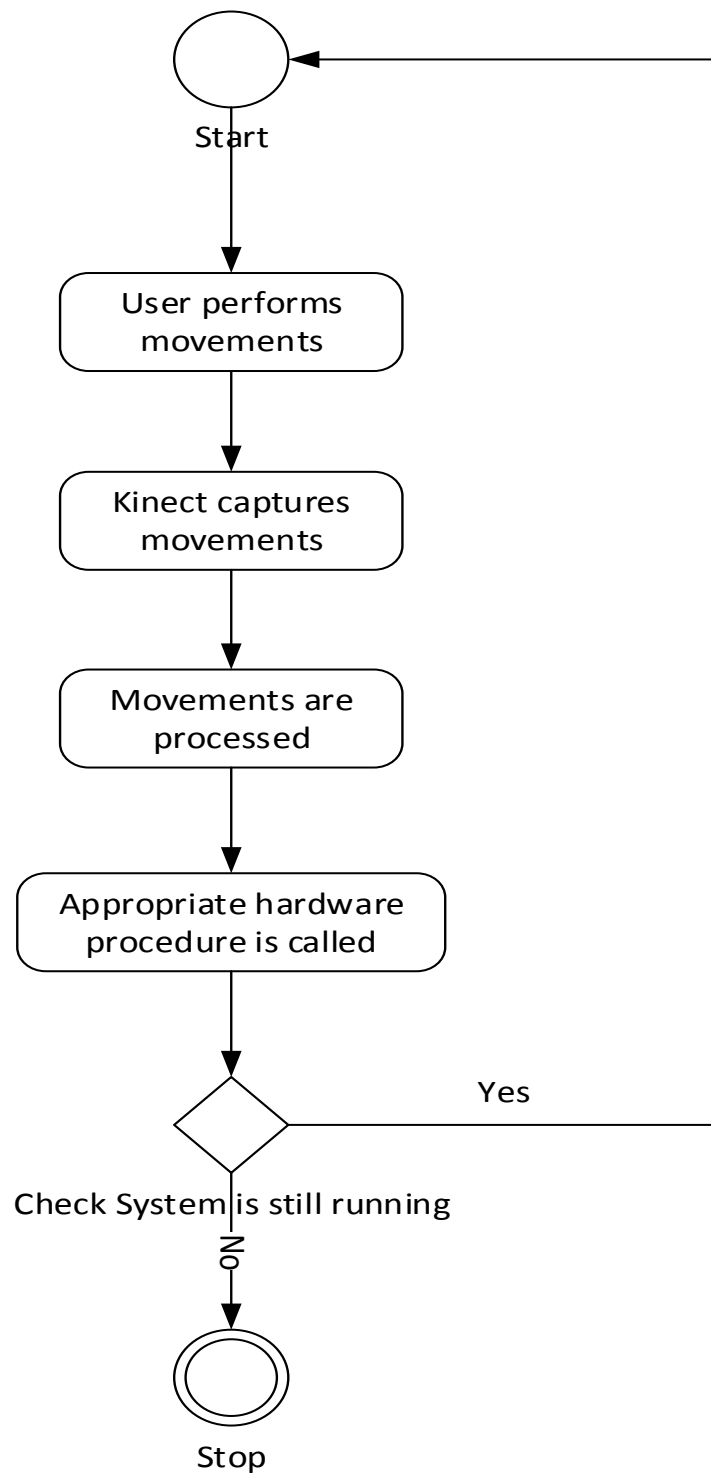 Start
User performs
movements
Kinect captures
movements
Movements are
processed
Appropriate hardware
procedure is called
Yes
Check System is still running
No
Stop